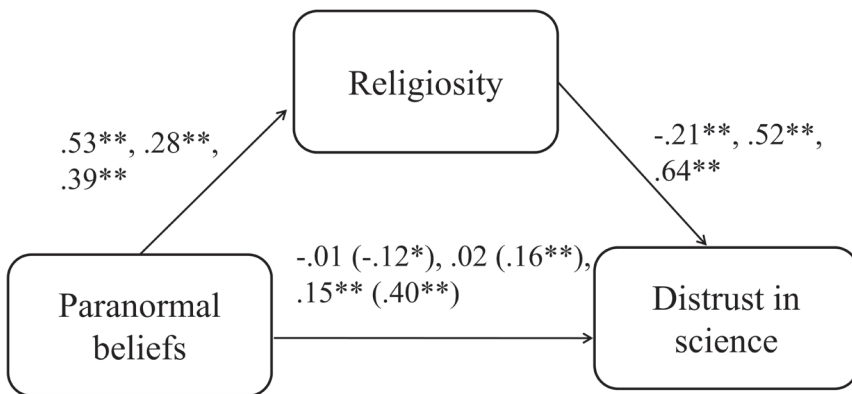 Religiosity
.53**, .28**,
.39**
-.21**, .52**,
.64**
-.01 (-.12*), .02 (.16**),
.15** (.40**)
Paranormal
beliefs
Distrust in
science